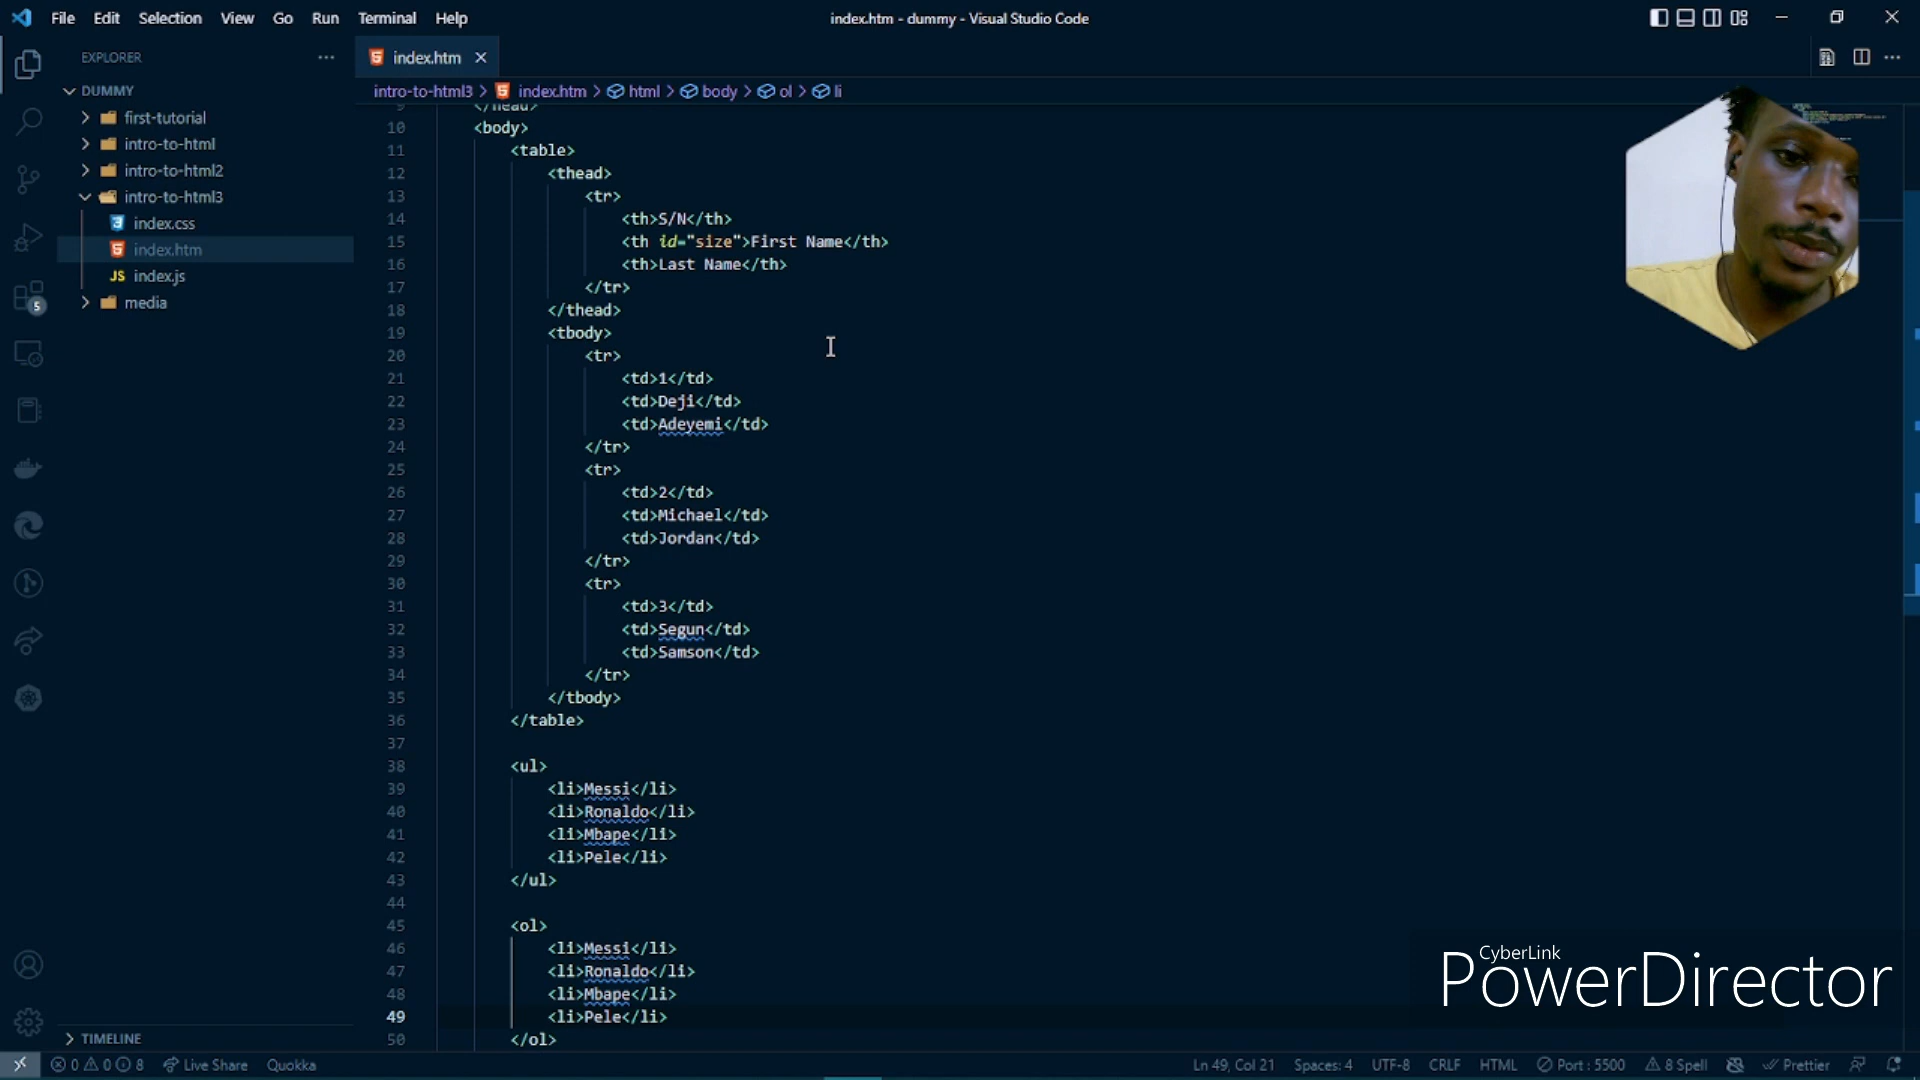 File Edit Selection View Go Run Terminal Help
index.htm - dummy - Visual Studio Code
EXPLORER
index.htm
DUMMY
first-tutorial
intro-to-html
intro-to-html2
intro-to-html3
index.css
index.htm
index.js
media
5
TIMELINE
intro-to-html3 > index.htm > html > body > ol > li
9 </head>
10 <body>
11 <table>
12 <thead>
13 <tr>
14 <th>S/N</th>
15 <th id="size">First Name</th>
16 <th>Last Name</th>
17 </tr>
18 </thead>
19 <tbody>
20 <tr>
21 <td>1</td>
22 <td>Deji</td>
23 <td>Adeyemi</td>
24 </tr>
25 <tr>
26 <td>2</td>
27 <td>Michael</td>
28 <td>Jordan</td>
29 </tr>
30 <tr>
31 <td>3</td>
32 <td>Segun</td>
33 <td>Samson</td>
34 </tr>
35 </tbody>
36 </table>
37
38 <ul>
39 <li>Messi</li>
40 <li>Ronaldo</li>
41 <li>Mbape</li>
42 <li>Pele</li>
43 </ul>
44
45 <ol>
46 <li>Messi</li>
47 <li>Ronaldo</li>
48 <li>Mbape</li>
49 <li>Pele</li>
50 </ol>
CyberLink
PowerDirector
0 0 8 Live Share Quokka
Ln 49, Col 21 Spaces: 4 UTF-8 CRLF HTML Port : 5500 8 Spell Prettier